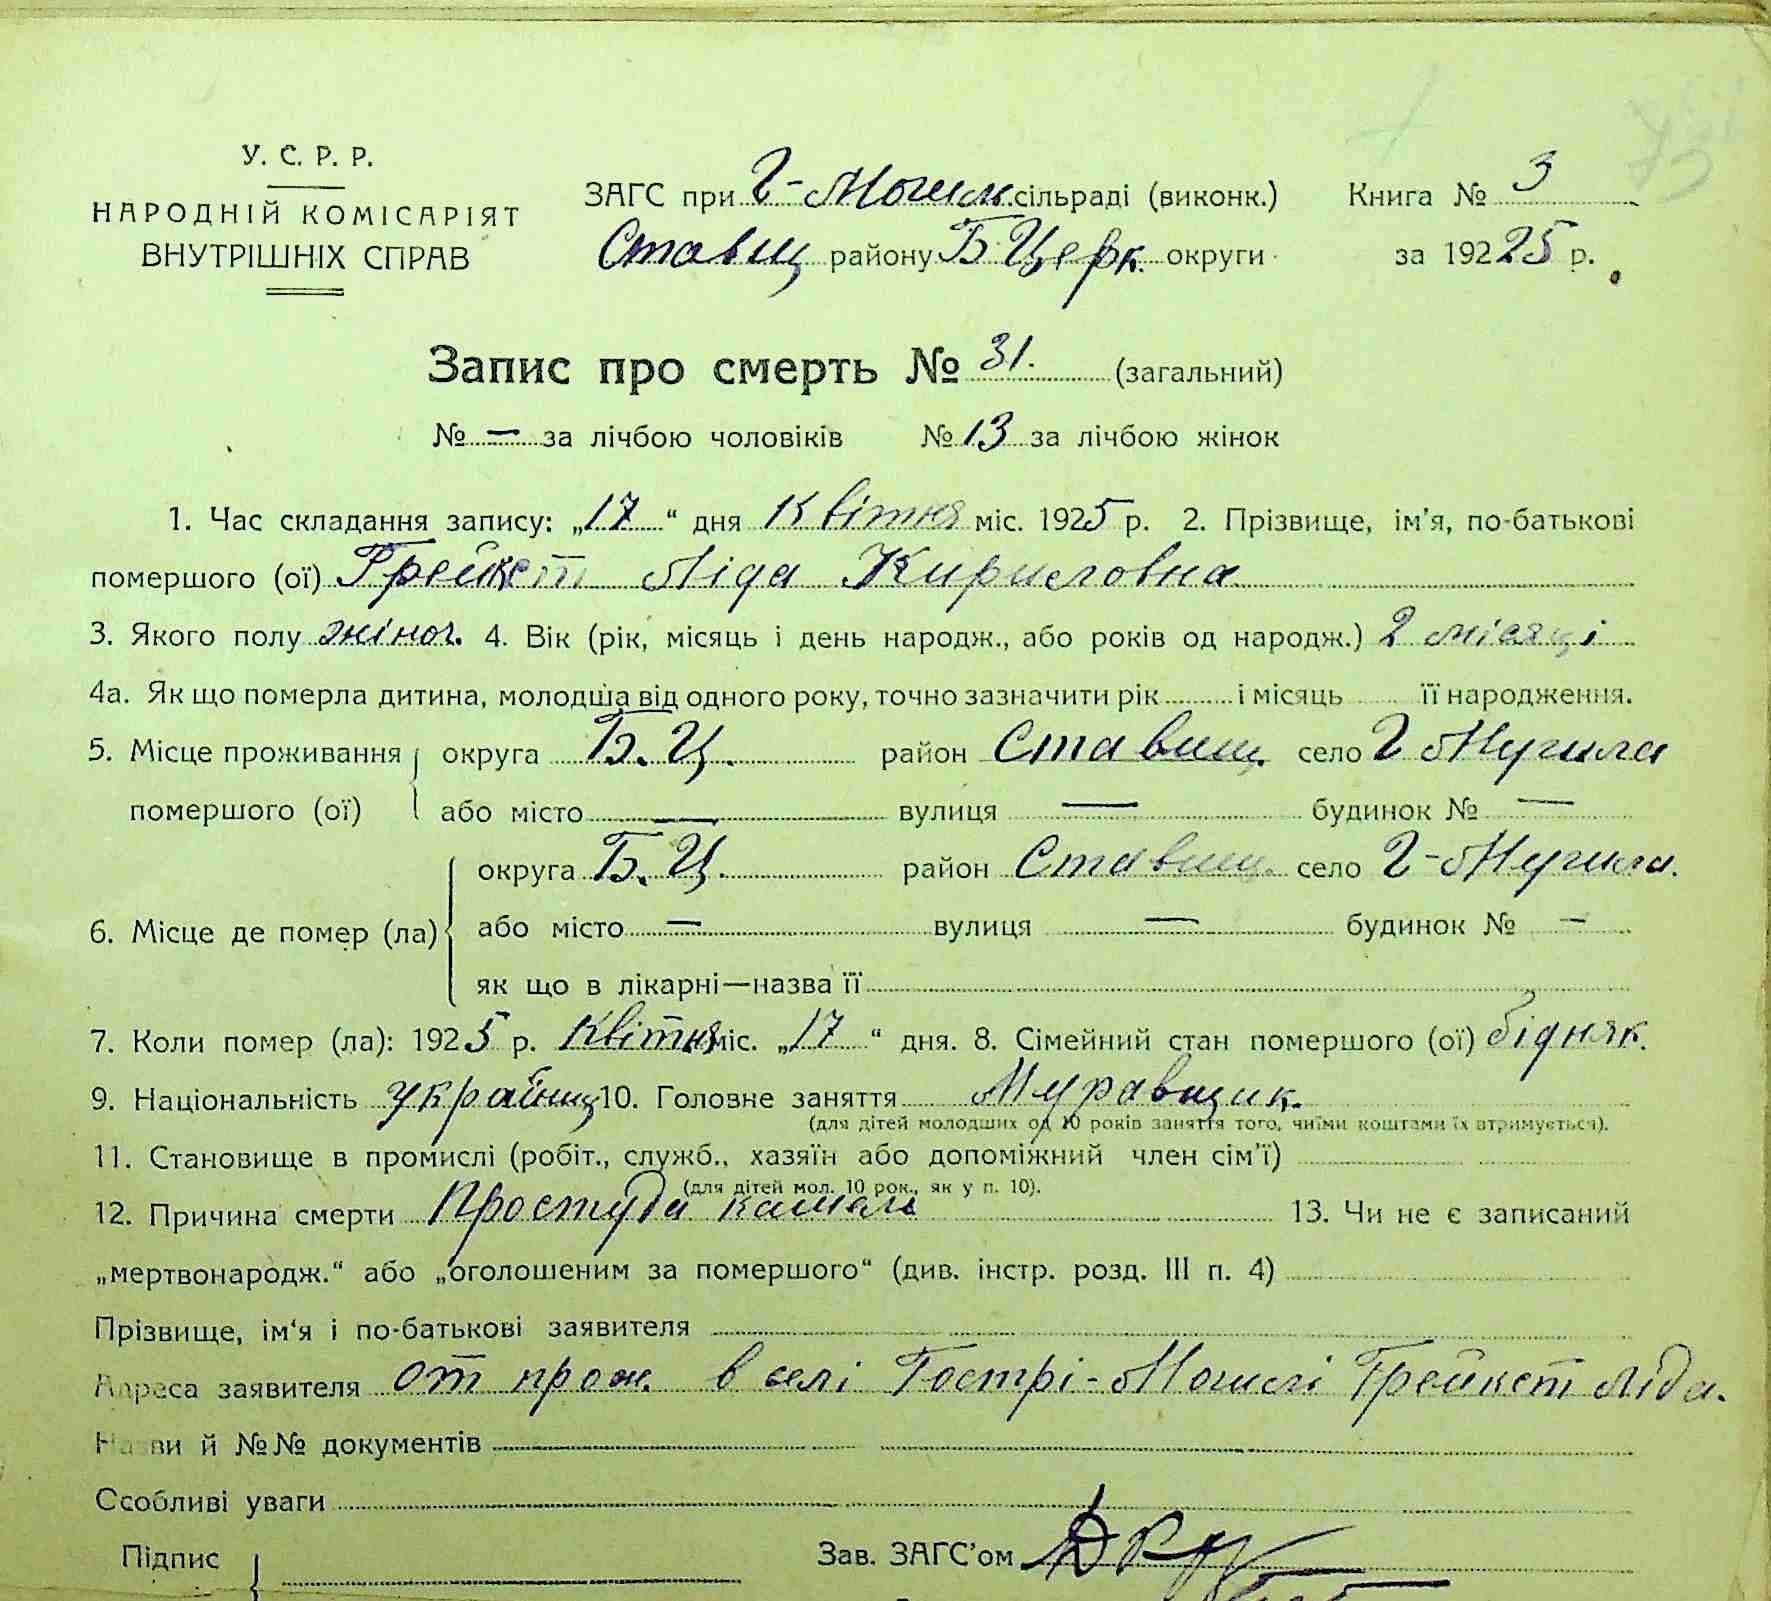 У. С. Р. Р.
НАРОДНІЙ КОМІСАРІЯТ
ВНУТРІШНІХ СПРАВ
ЗАГС при Г-Могил. сільраді (виконк.) Книга № 3
Ставищ району Б Церк. округи за 192 25 р.
Запис про смерть № 31. (загальний)
№ — за лічбою чоловіків № 13 за лічбою жінок
1. Час складання запису: „17“ дня Квітня міс. 1925 р. 2. Прізвище, ім'я, по-батькові
помершого (ої) Грейкет Ліда Кириловна
3. Якого полу жіноч. 4. Вік (рік, місяць і день народж., або років од народж.) 2 місяці
4а. Як що померла дитина, молодша від одного року, точно зазначити рік і місяць її народження.
5. Місце проживання округа Б.Ц. район Ставищ. село Г Могила
помершого (ої) або місто — вулиця — будинок № —
округа Б.Ц. район Ставищ. село Г-Могила.
6. Місце де помер (ла) або місто — вулиця — будинок № —
як що в лікарні—назва її
7. Коли помер (ла): 1925 р. Квітня міс. „17“ дня. 8. Сімейний стан помершого (ої) бідняк.
9. Національність україниц 10. Головне заняття Муравщик.
(для дітей молодших од 10 років заняття того, чиїми коштами їх втримується).
11. Становище в промислі (робіт., служб., хазяїн або допоміжний член сім'ї)
(для дітей мол. 10 рок., як у п. 10).
12. Причина смерти Простуда кашель 13. Чи не є записаний
„мертвонародж.“ або „оголошеним за помершого“ (див. інстр. розд. III п. 4)
Прізвище, ім'я і по-батькові заявителя
Адреса заявителя от прож. в селі Гострі-Могилі Грейкет Ліда.
Назви й №№ документів
Особливі уваги
Підпис Зав. ЗАГС'ом